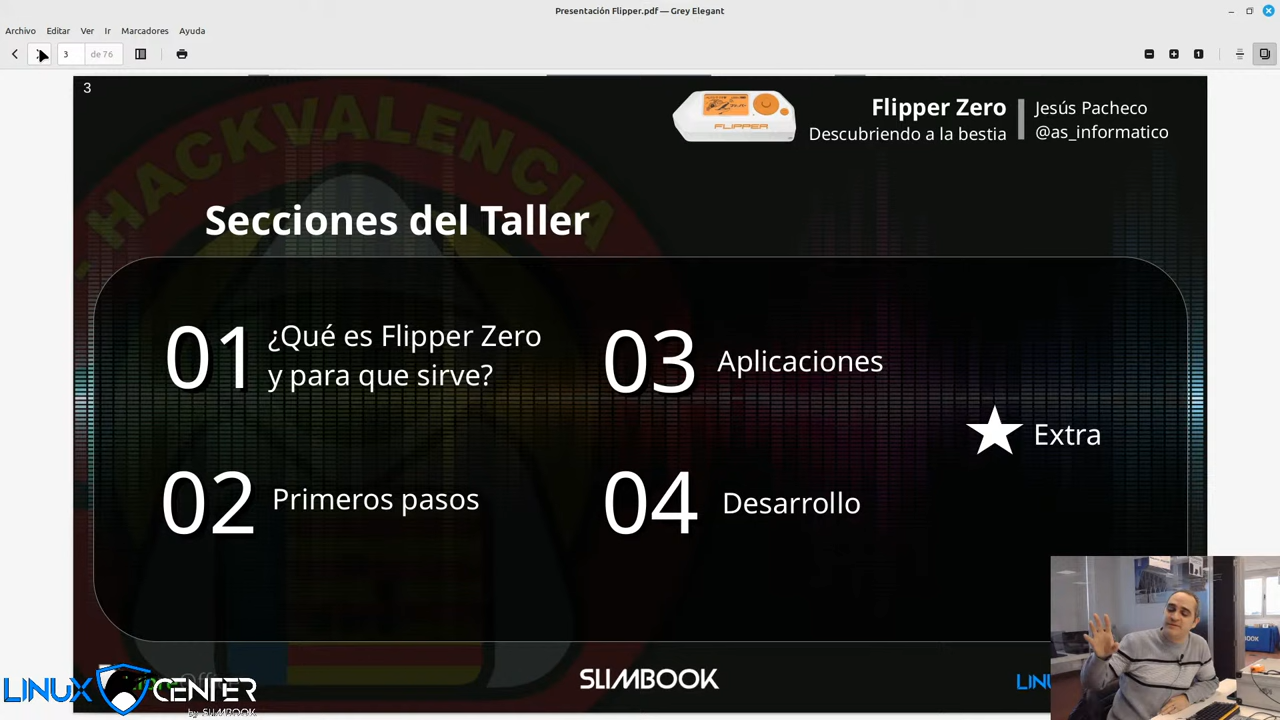 Presentación Flipper.pdf — Grey Elegant
Archivo Editar Ver Ir Marcadores Ayuda
3 de 76
3
HACKVALENCIA
FLIPPER
Flipper Zero
Descubriendo a la bestia
Jesús Pacheco
@as_informatico
Secciones del Taller
01 ¿Qué es Flipper Zero
y para que sirve?
02 Primeros pasos
03 Aplicaciones
04 Desarrollo
Extra
LINUX CENTER
by SLIMBOOK
SLIMBOOK